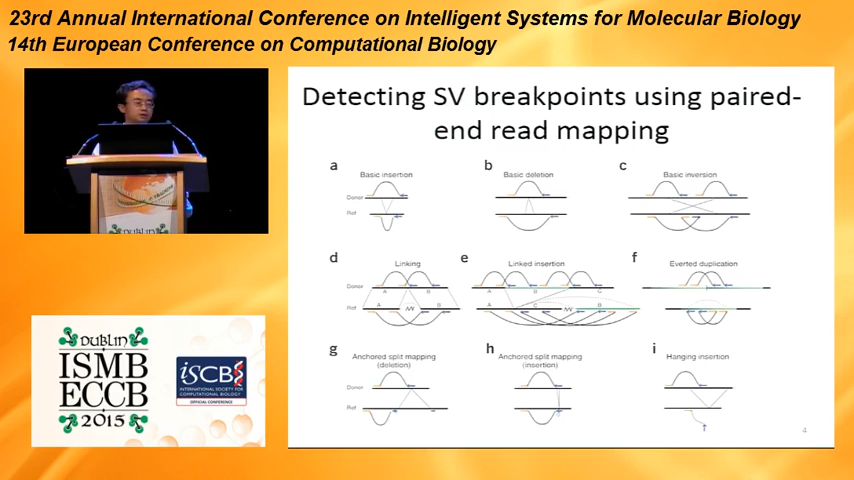 23rd Annual International Conference on Intelligent Systems for Molecular Biology
14th European Conference on Computational Biology
Detecting SV breakpoints using paired-
end read mapping
a
b
c
Basic insertion
Basic deletion
Basic inversion
Donor
Ref
d
e
f
Linking
Linked insertion
Everted duplication
Donor
A
B
A
B
C
Ref
A
B
A
C
B
g
h
i
Anchored split mapping
(deletion)
Anchored split mapping
(insertion)
Hanging insertion
Donor
Ref
4
DUBLIN
DUBLIN
ISMB
ECCB
2015
iSCB
INTERNATIONAL SOCIETY FOR
COMPUTATIONAL BIOLOGY
OFFICIAL CONFERENCE